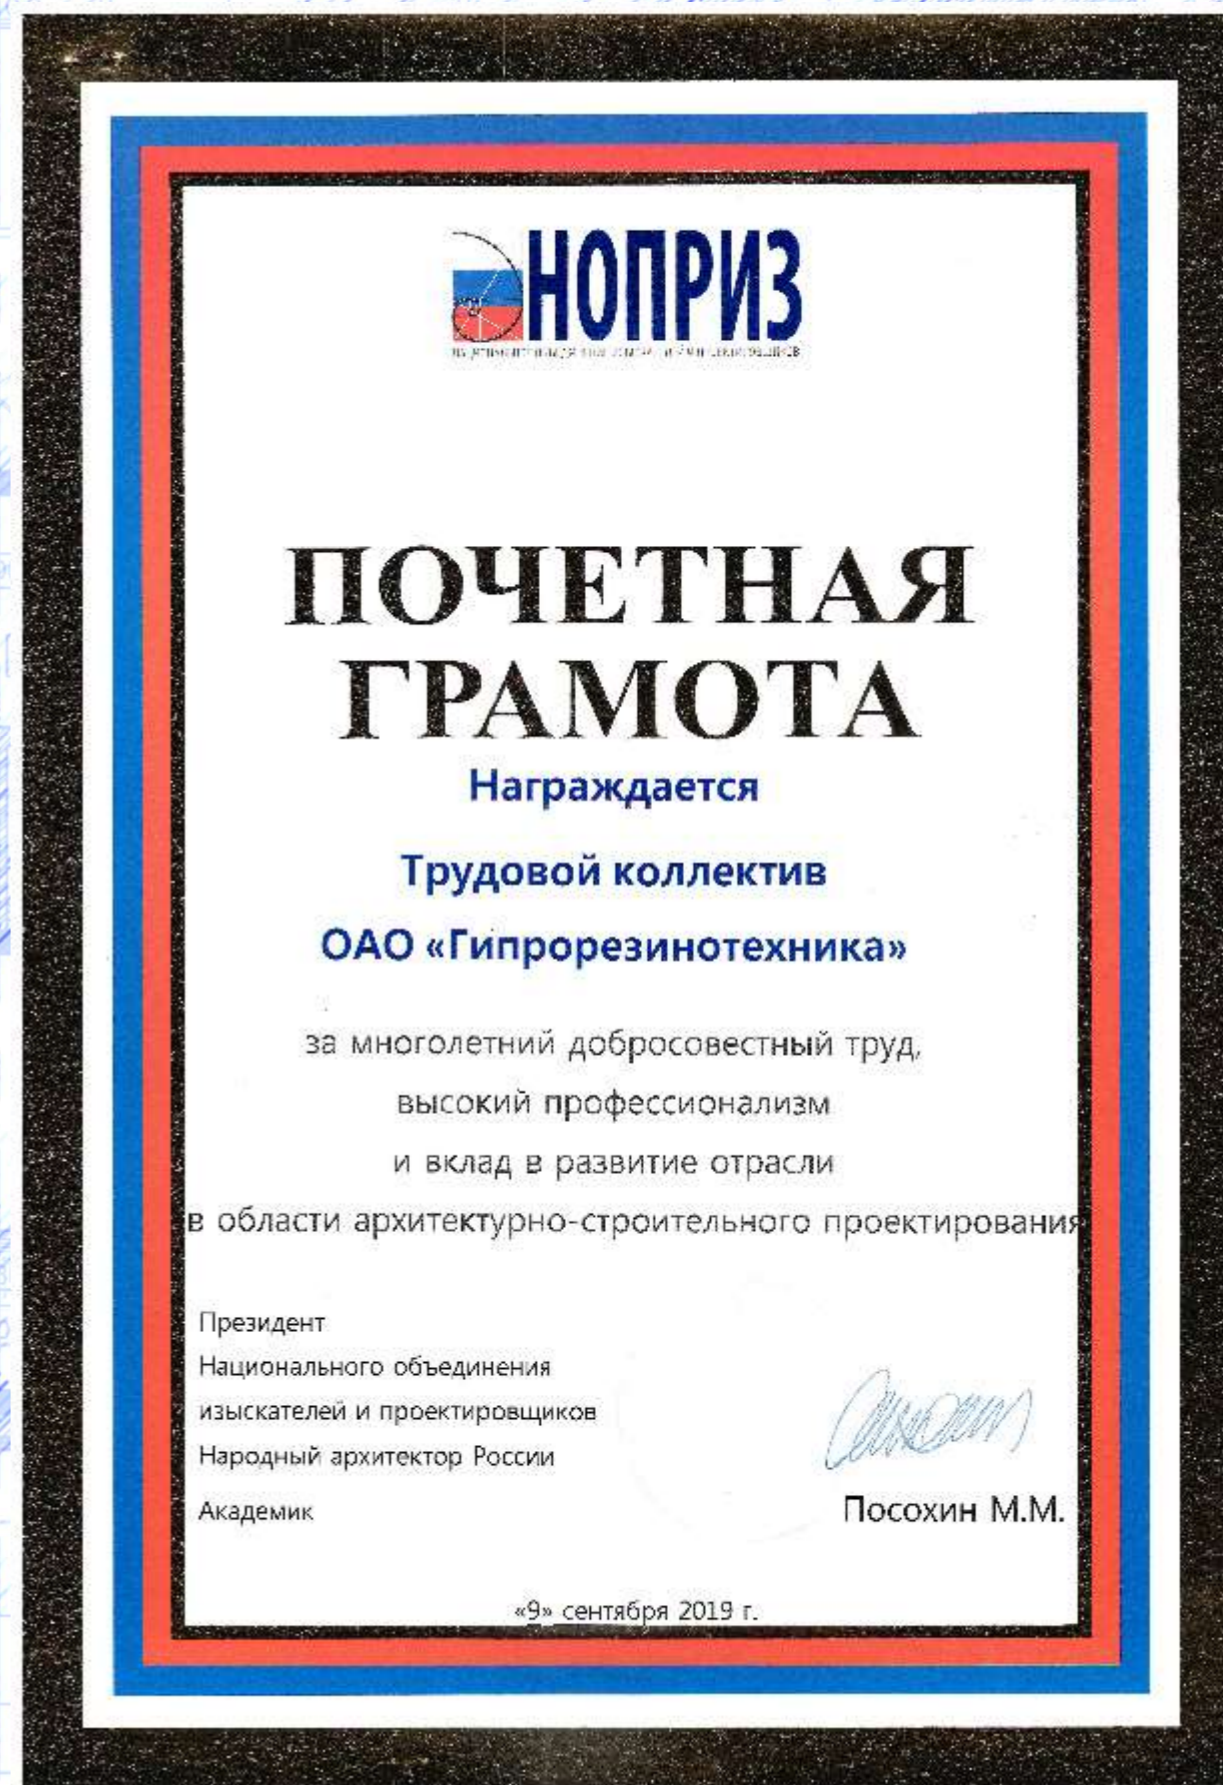 НОПРИЗ
ПОЧЕТНАЯ
ГРАМОТА
Награждается
Трудовой коллектив
ОАО «Гипрорезинотехника»
за многолетний добросовестный труд,
высокий профессионализм
и вклад в развитие отрасли
в области архитектурно-строительного проектирования
Президент
Национального объединения
изыскателей и проектировщиков
Народный архитектор России
Академик
Посохин М.М.
«9» сентября 2019 г.